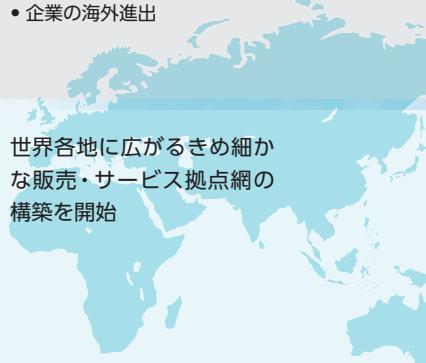 • 企業の海外進出
世界各地に広がるきめ細か
な販売・サービス拠点網の
構築を開始